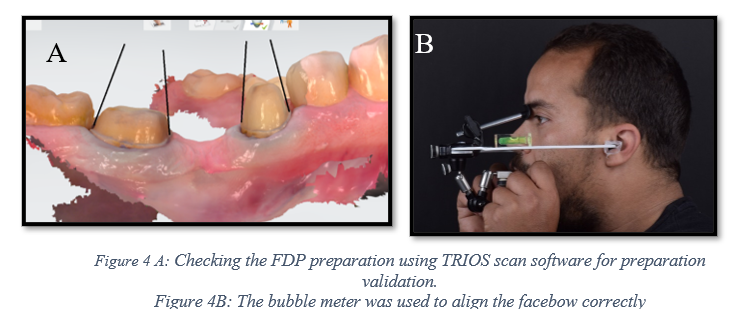 A
B
Figure 4 A: Checking the FDP preparation using TRIOS scan software for preparation
validation.
Figure 4B: The bubble meter was used to align the facebow correctly